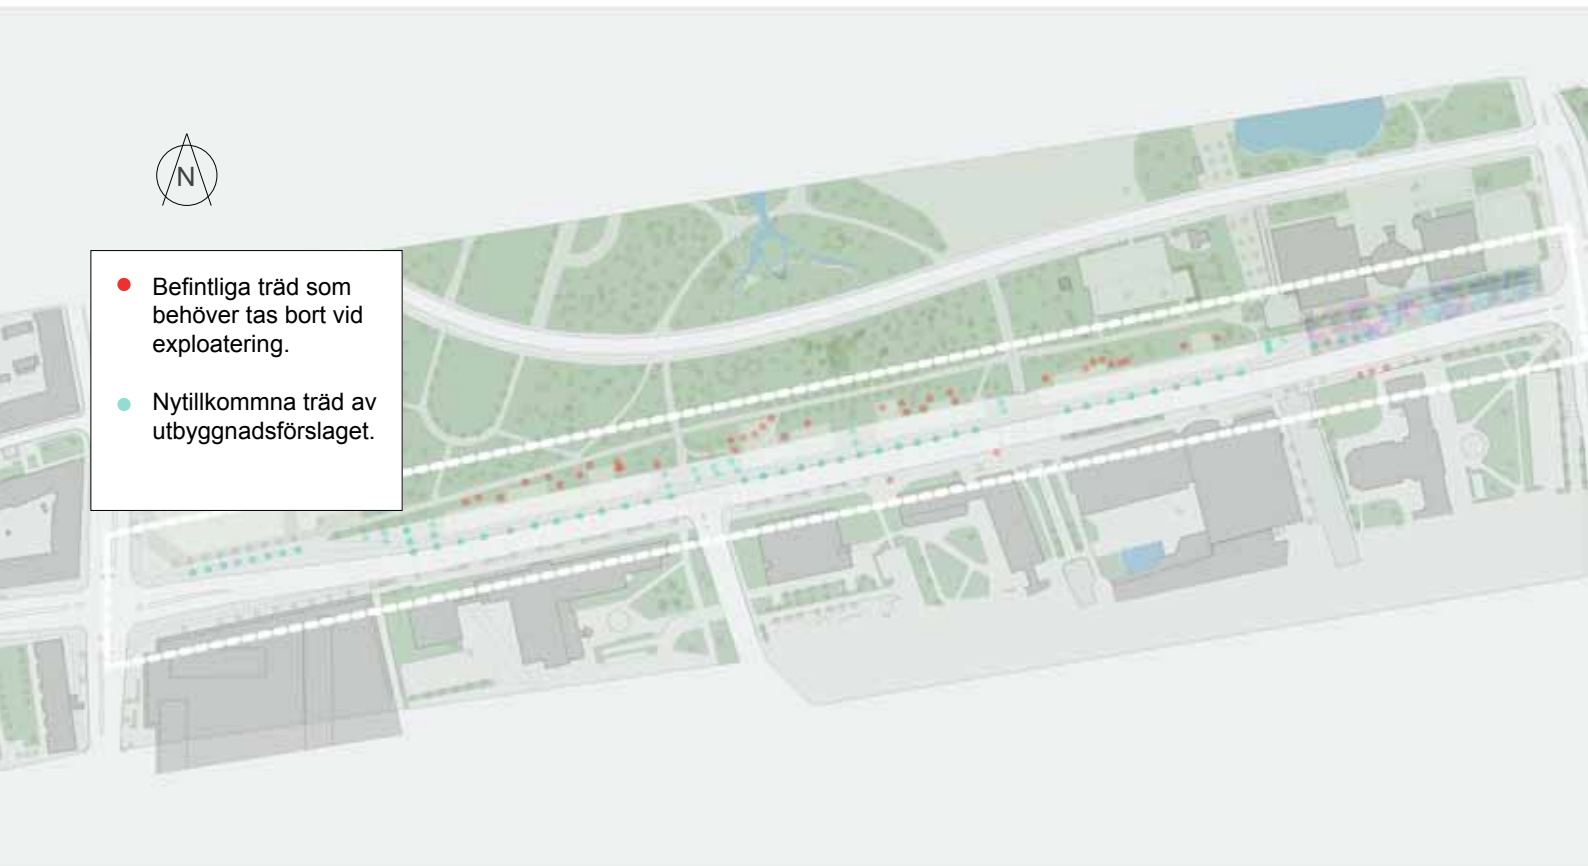 N
Befintliga träd som
behöver tas bort vid
exploatering.
Nytillkommna träd av
utbyggnadsförslaget.